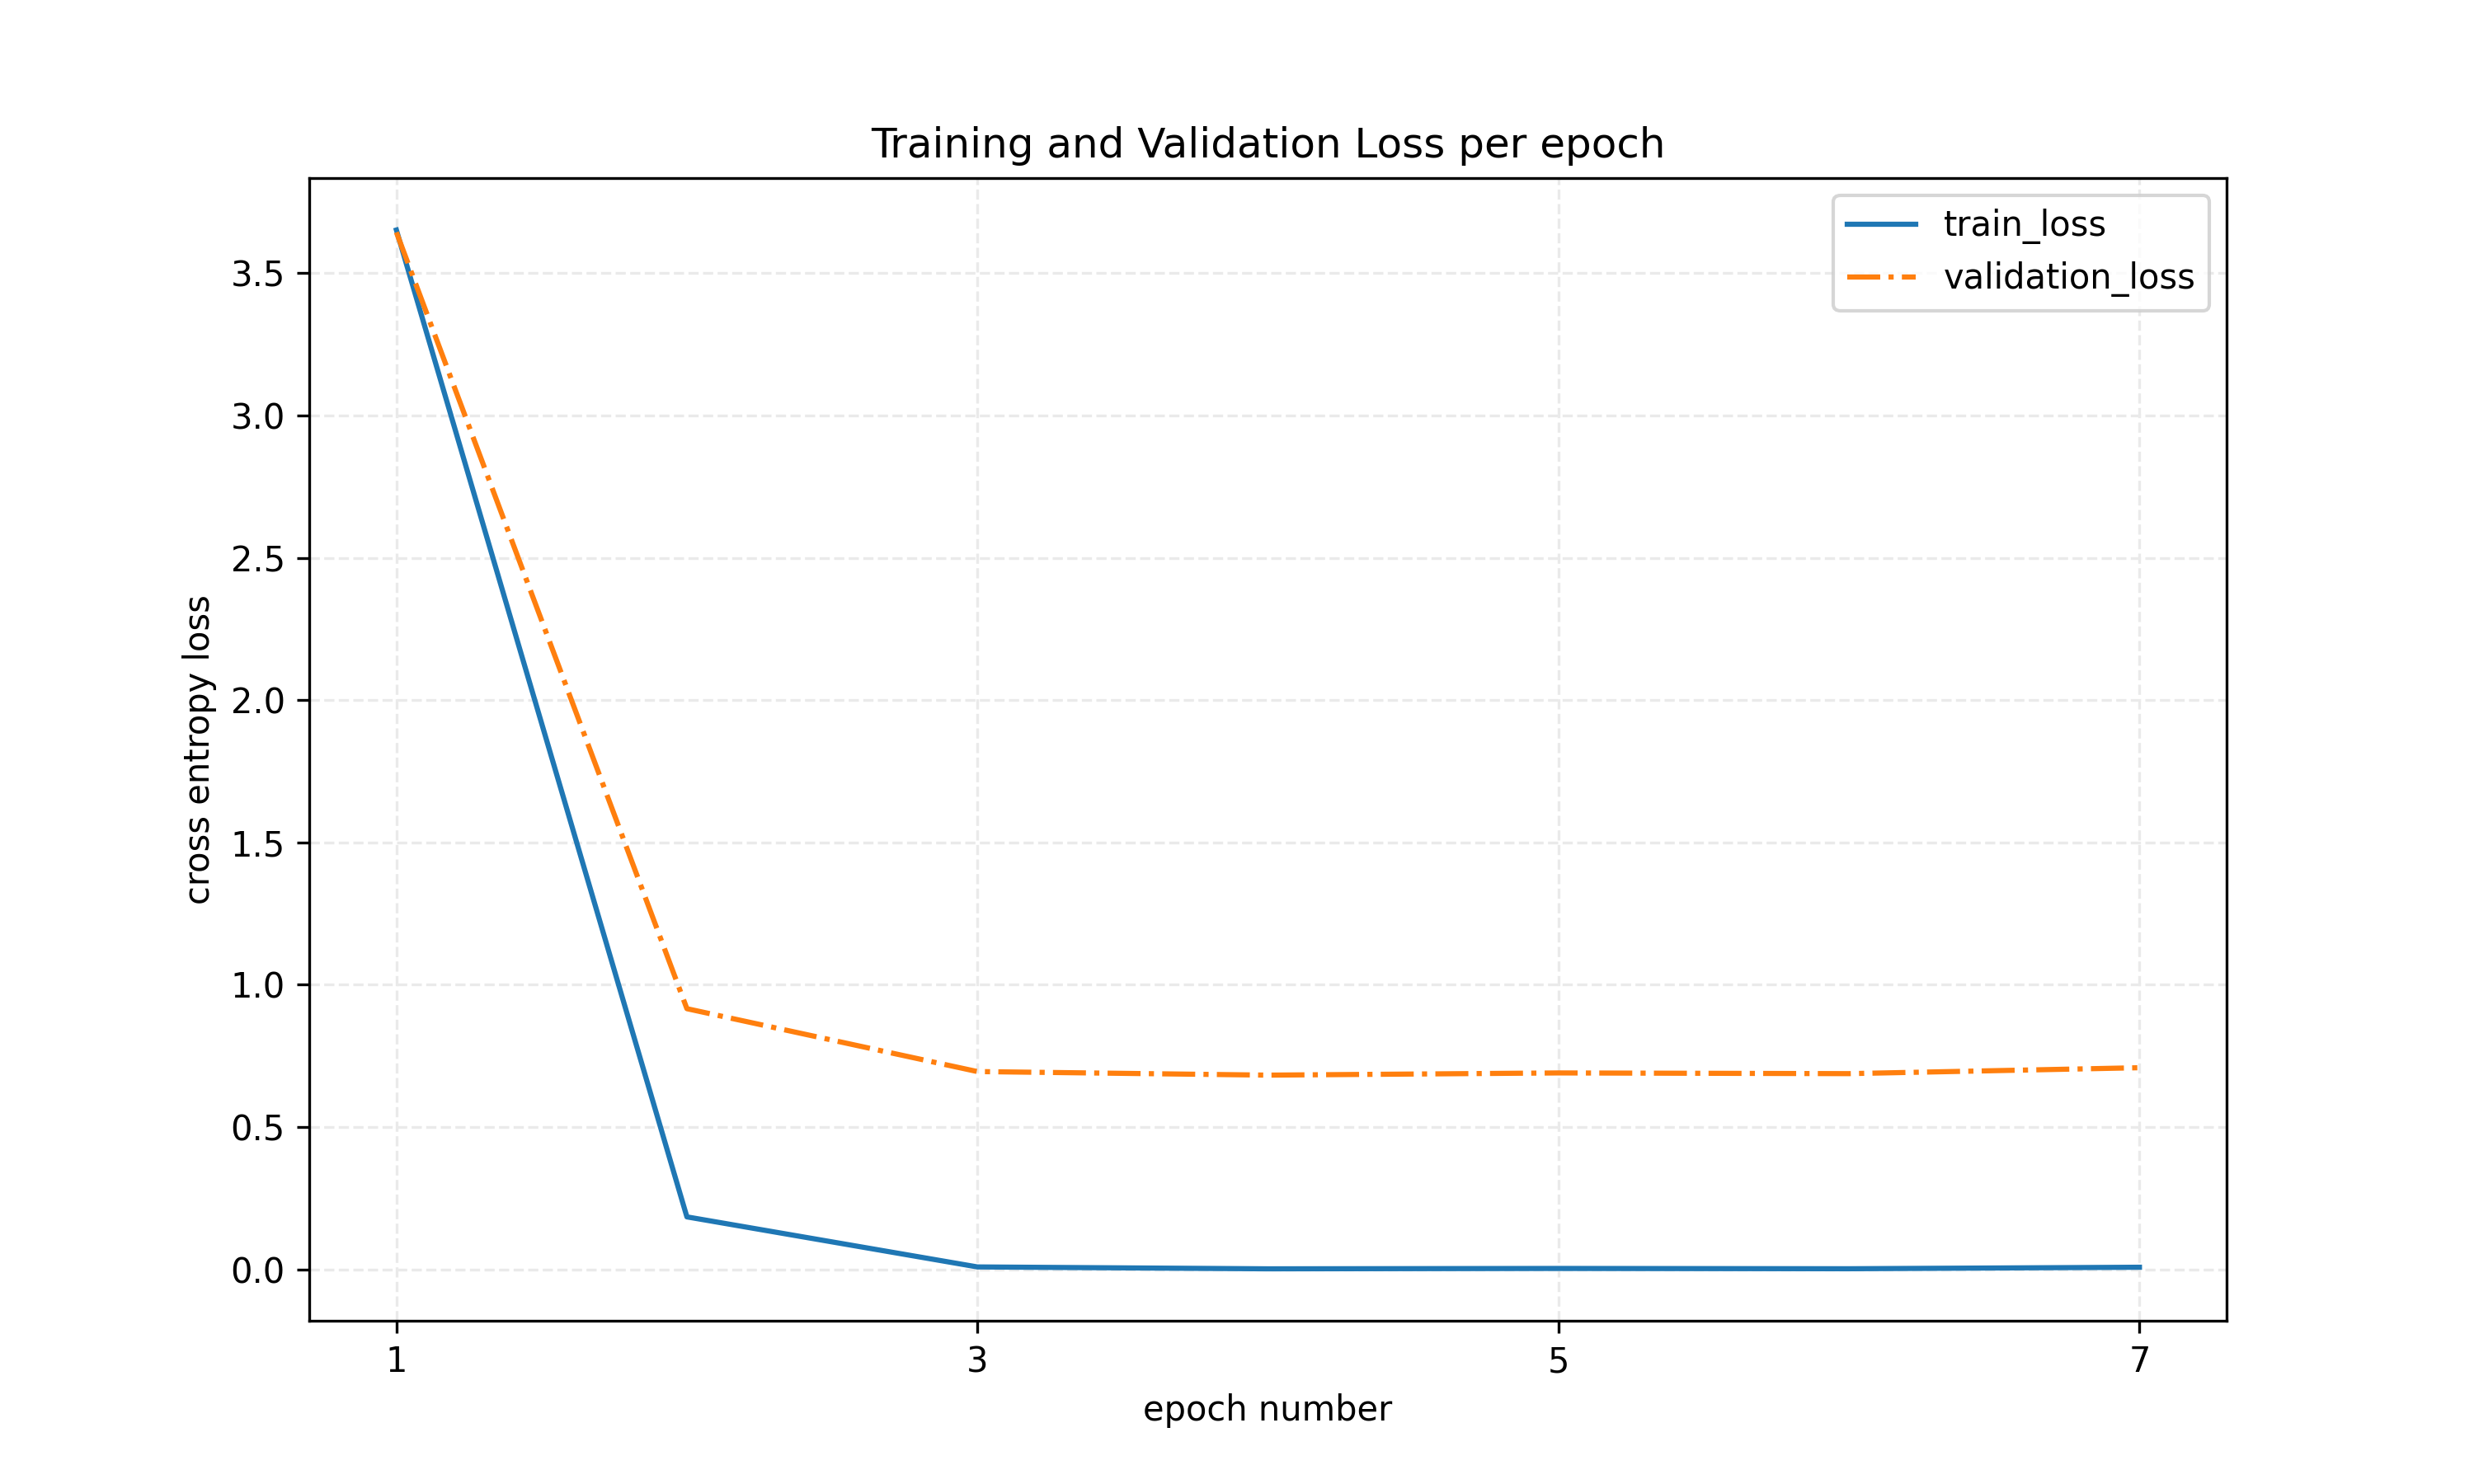 Training and Validation Loss per epoch
train_loss
validation_loss
cross entropy loss
3.5
3.0
2.5
2.0
1.5
1.0
0.5
0.0
1 3 5 7
epoch number